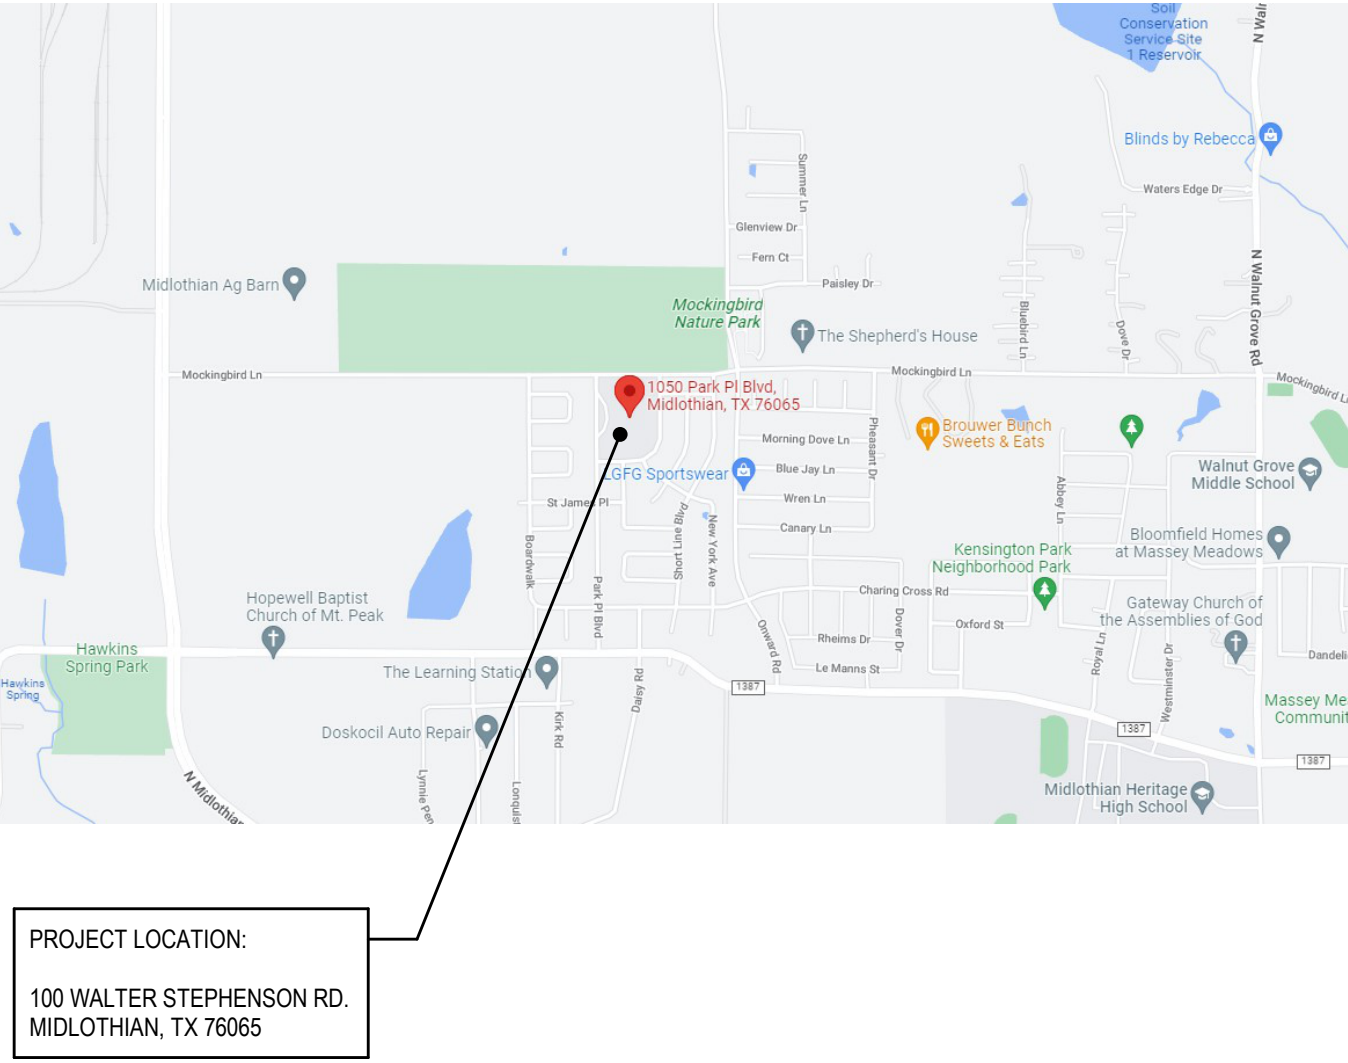 Soil
Conservation
Service Site
1 Reservoir
N Wal
Blinds by Rebecca
Summer Ln
Waters Edge Dr
Glenview Dr
Fern Ct
Midlothian Ag Barn
Paisley Dr
N Walnut Grove Rd
Mockingbird
Nature Park
The Shepherd's House
Bluebird Ln
Dove Dr
Mockingbird Ln
Mockingbird Ln
Mockingbird L
1050 Park Pl Blvd,
Midlothian, TX 76065
Pheasant Dr
Brouwer Bunch
Sweets & Eats
Morning Dove Ln
LGFG Sportswear
Blue Jay Ln
Walnut Grove
Middle School
Abbey Ln
St James Pl
Wren Ln
Short Line Blvd
New York Ave
Canary Ln
Boardwalk
Bloomfield Homes
at Massey Meadows
Kensington Park
Neighborhood Park
Park Pl Blvd
Hopewell Baptist
Church of Mt. Peak
Charing Cross Rd
Gateway Church of
the Assemblies of God
Dover Dr
Oxford St
Onward Rd
Rheims Dr
Royal Ln
Hawkins
Spring Park
Dandeli
The Learning Station
Le Manns St
Westminster Dr
Hawkins
Spring
Daisy Rd
1387
Massey Me
Communit
Doskocil Auto Repair
Kirk Rd
1387
1387
N Midlothia
Lynnie Pen
Lonquist
Midlothian Heritage
High School
PROJECT LOCATION:
100 WALTER STEPHENSON RD.
MIDLOTHIAN, TX 76065